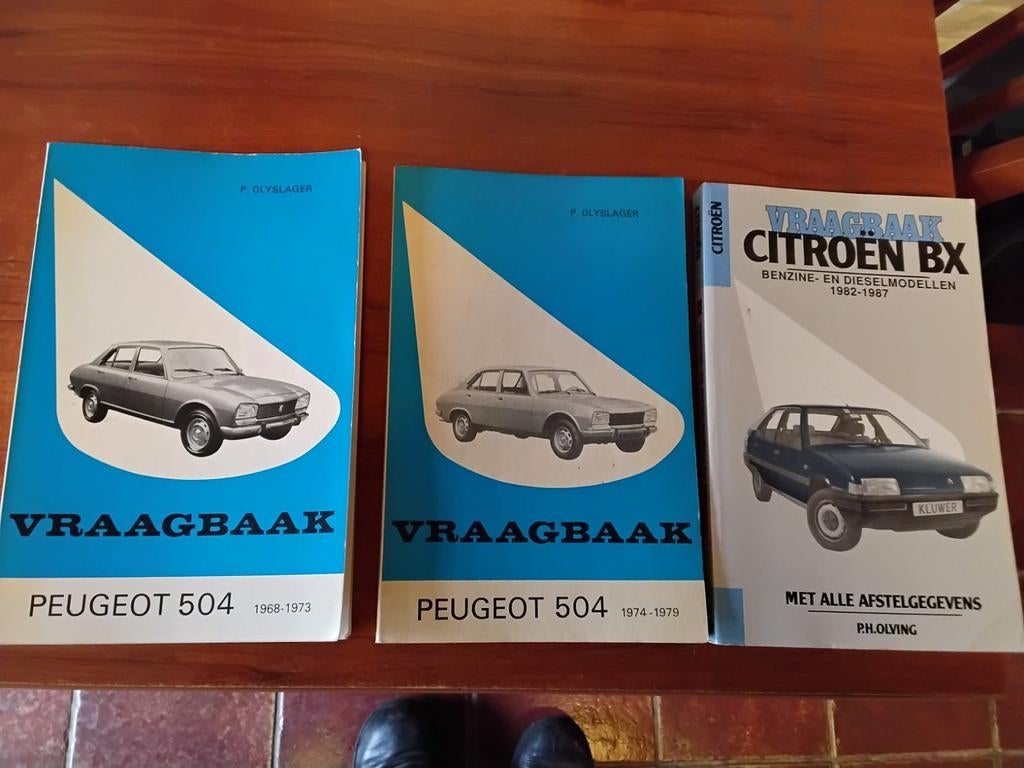 P. OLYSLAGER
VRAAGBAAK
PEUGEOT 504 1968-1973
P. OLYSLAGER
VRAAGBAAK
PEUGEOT 504 1974-1979
CITROËN
VRAAGBAAK
CITROËN BX
BENZINE- EN DIESELMODELLEN
1982-1987
KLUWER
MET ALLE AFSTELGEGEVENS
P.H.OLVING